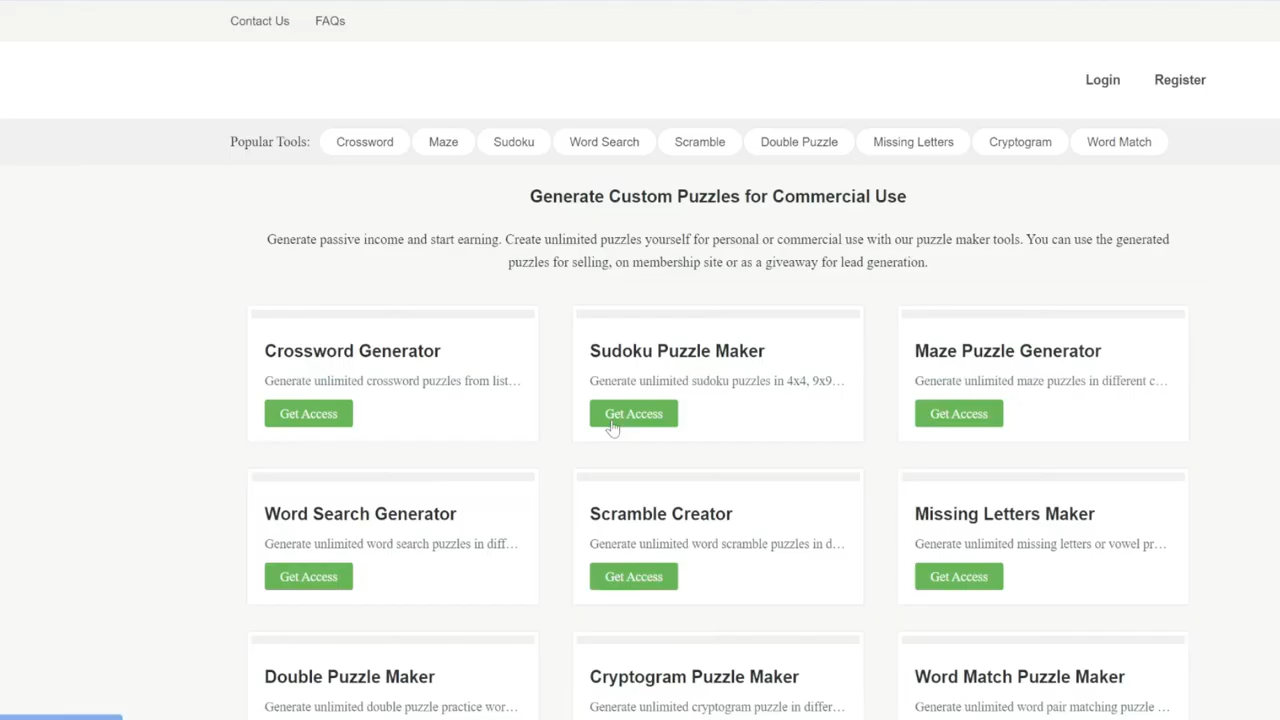 Contact Us FAQs
Login Register
Popular Tools: Crossword Maze Sudoku Word Search Scramble Double Puzzle Missing Letters Cryptogram Word Match
Generate Custom Puzzles for Commercial Use
Generate passive income and start earning. Create unlimited puzzles yourself for personal or commercial use with our puzzle maker tools. You can use the generated
puzzles for selling, on membership site or as a giveaway for lead generation.
Crossword Generator
Generate unlimited crossword puzzles from list…
Get Access
Sudoku Puzzle Maker
Generate unlimited sudoku puzzles in 4x4, 9x9…
Get Access
Maze Puzzle Generator
Generate unlimited maze puzzles in different c…
Get Access
Word Search Generator
Generate unlimited word search puzzles in diff…
Get Access
Scramble Creator
Generate unlimited word scramble puzzles in d…
Get Access
Missing Letters Maker
Generate unlimited missing letters or vowel pr…
Get Access
Double Puzzle Maker
Generate unlimited double puzzle practice wor…
Cryptogram Puzzle Maker
Generate unlimited cryptogram puzzle in differ…
Word Match Puzzle Maker
Generate unlimited word pair matching puzzle …